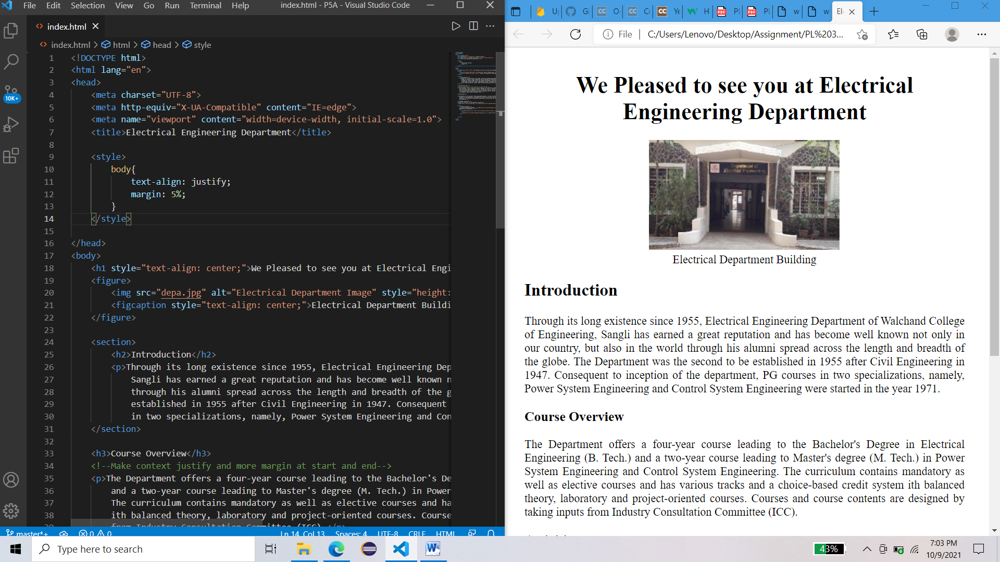 File Edit Selection View Go Run Terminal Help
index.html - P5A - Visual Studio Code
index.html
index.html > html > head > style
10K+
1 <!DOCTYPE html>
2 <html lang="en">
3 <head>
4 <meta charset="UTF-8">
5 <meta http-equiv="X-UA-Compatible" content="IE=edge">
6 <meta name="viewport" content="width=device-width, initial-scale=1.0">
7 <title>Electrical Engineering Department</title>
8
9 <style>
10 body{
11 text-align: justify;
12 margin: 5%;
13 }
14 </style>
15
16 </head>
17 <body>
18 <h1 style="text-align: center;">We Pleased to see you at Electrical Engi
19 <figure>
20 <img src="depa.jpg" alt="Electrical Department Image" style="height:
21 <figcaption style="text-align: center;">Electrical Department Buildi
22 </figure>
23
24 <section>
25 <h2>Introduction</h2>
26 <p>Through its long existence since 1955, Electrical Engineering Dep
27 Sangli has earned a great reputation and has become well known n
28 through his alumni spread across the length and breadth of the g
29 established in 1955 after Civil Engineering in 1947. Consequent
30 in two specializations, namely, Power System Engineering and Con
31 </section>
32
33 <h3>Course Overview</h3>
34 <!--Make context justify and more margin at start and end-->
35 <p>The Department offers a four-year course leading to the Bachelor's De
36 and a two-year course leading to Master's degree (M. Tech.) in Power
37 The curriculum contains mandatory as well as elective courses and ha
38 ith balanced theory, laboratory and project-oriented courses. Course
from Industry Consultation Committee (ICC).</p>
master*+ 0 0 Ln 14, Col 13 Spaces: 4 UTF-8 CRLF HTML
U Gi CC O CC C CC Ye H PDF PL PDF PL w w El
File | C:/Users/Lenovo/Desktop/Assignment/PL%203...
We Pleased to see you at Electrical
Engineering Department
Department of
Electrical Engineering
Electrical Department Building
Introduction
Through its long existence since 1955, Electrical Engineering Department of Walchand College
of Engineering, Sangli has earned a great reputation and has become well known not only in
our country, but also in the world through his alumni spread across the length and breadth of
the globe. The Department was the second to be established in 1955 after Civil Engineering in
1947. Consequent to inception of the department, PG courses in two specializations, namely,
Power System Engineering and Control System Engineering were started in the year 1971.
Course Overview
The Department offers a four-year course leading to the Bachelor's Degree in Electrical
Engineering (B. Tech.) and a two-year course leading to Master's degree (M. Tech.) in Power
System Engineering and Control System Engineering. The curriculum contains mandatory as
well as elective courses and has various tracks and a choice-based credit system ith balanced
theory, laboratory and project-oriented courses. Courses and course contents are designed by
taking inputs from Industry Consultation Committee (ICC).
Type here to search
43%
7:03 PM
10/9/2021